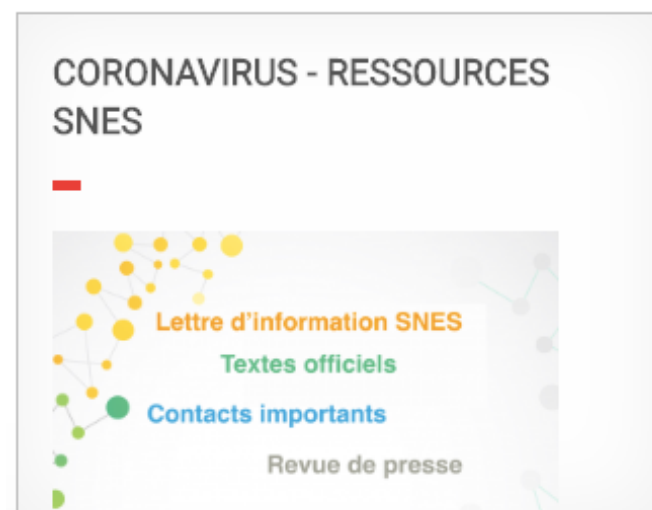 CORONAVIRUS - RESSOURCES
SNES
Lettre d'information SNES
Textes officiels
Contacts importants
Revue de presse